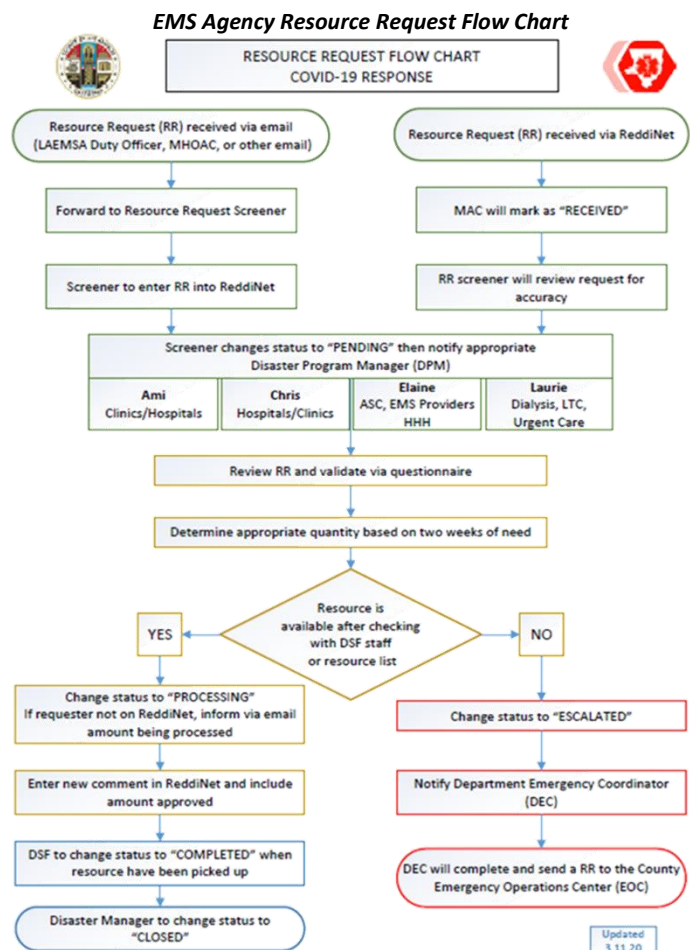 EMS Agency Resource Request Flow Chart
RESOURCE REQUEST FLOW CHART
COVID-19 RESPONSE
Resource Request (RR) received via email
(LAEMSA Duty Officer, MHOAC, or other email)
Resource Request (RR) received via ReddiNet
Forward to Resource Request Screener
MAC will mark as “RECEIVED”
Screener to enter RR into ReddiNet
RR screener will review request for
accuracy
Screener changes status to “PENDING” then notify appropriate
Disaster Program Manager (DPM)
Ami
Clinics/Hospitals
Chris
Hospitals/Clinics
Elaine
ASC, EMS Providers
HHH
Laurie
Dialysis, LTC,
Urgent Care
Review RR and validate via questionnaire
Determine appropriate quantity based on two weeks of need
Resource is
available after checking
with DSF staff
or resource list
YES
NO
Change status to “PROCESSING”
If requester not on ReddiNet, inform via email
amount being processed
Change status to “ESCALATED”
Enter new comment in ReddiNet and include
amount approved
Notify Department Emergency Coordinator
(DEC)
DSF to change status to “COMPLETED” when
resource have been picked up
DEC will complete and send a RR to the County
Emergency Operations Center (EOC)
Disaster Manager to change status to
“CLOSED”
Updated
3.11.20